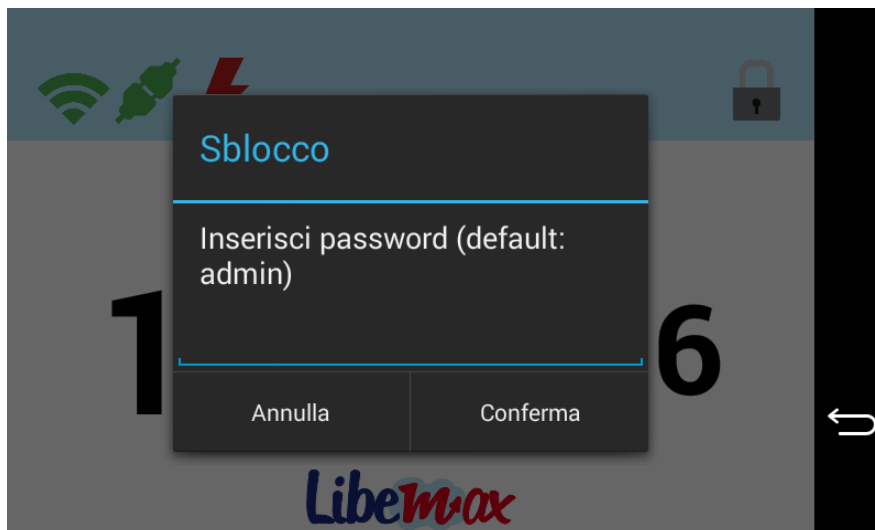 Sblocco
Inserisci password (default:
admin)
1
6
Annulla
Conferma
Libemax